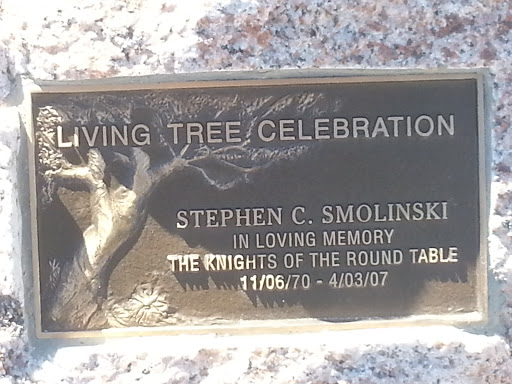 LIVING TREE CELEBRATION
STEPHEN C. SMOLINSKI
IN LOVING MEMORY
THE KNIGHTS OF THE ROUND TABLE
11/06/70 - 4/03/07